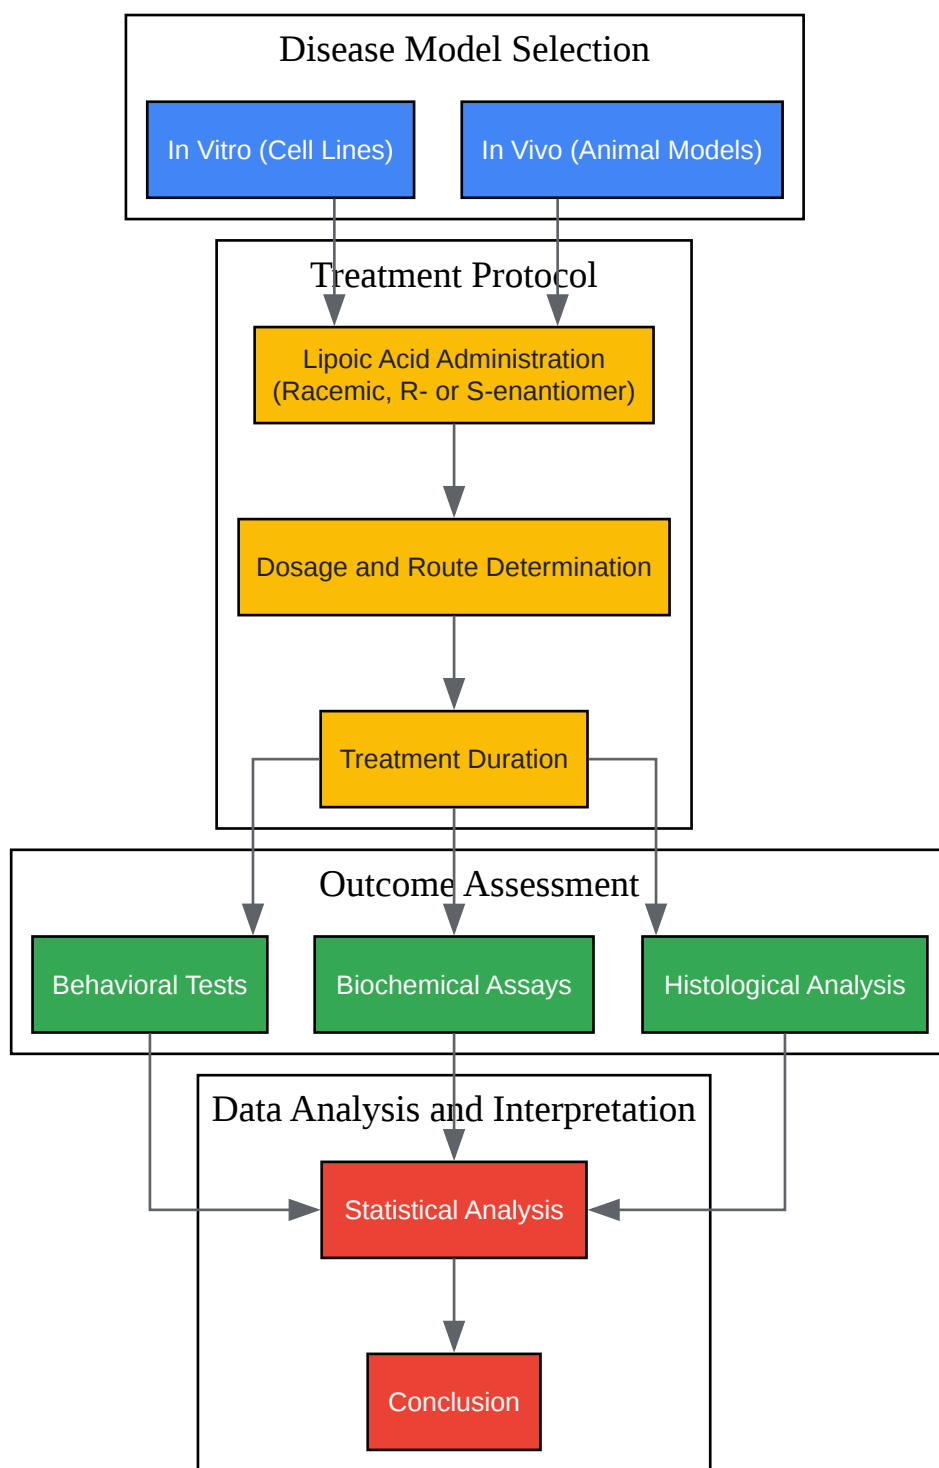 Disease Model Selection
In Vitro (Cell Lines)
In Vivo (Animal Models)
Treatment Protocol
Lipoic Acid Administration
(Racemic, R- or S-enantiomer)
Dosage and Route Determination
Treatment Duration
Outcome Assessment
Behavioral Tests
Biochemical Assays
Histological Analysis
Data Analysis and Interpretation
Statistical Analysis
Conclusion